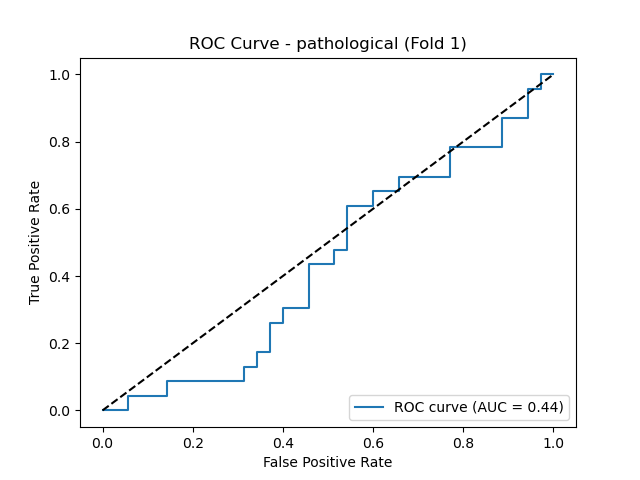 ROC Curve - pathological (Fold 1)
True Positive Rate
1.0
0.8
0.6
0.4
0.2
0.0
ROC curve (AUC = 0.44)
0.0 0.2 0.4 0.6 0.8 1.0
False Positive Rate